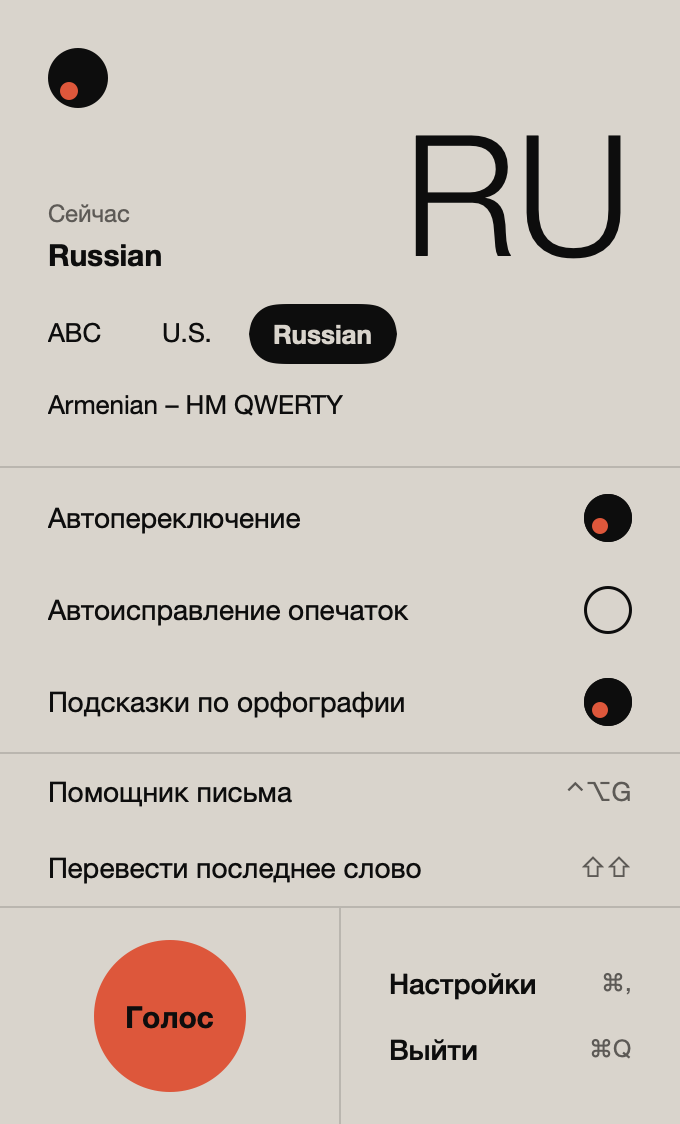 RU
Сейчас
Russian
ABC U.S. Russian
Armenian – HM QWERTY
Автопереключение
Автоисправление опечаток
Подсказки по орфографии
Помощник письма ⌃⌥G
Перевести последнее слово ⇧⇧
Голос
Настройки ⌘,
Выйти ⌘Q